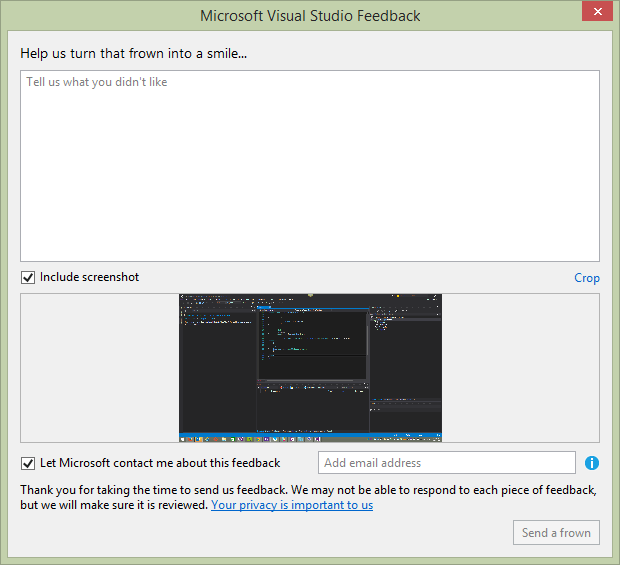 Microsoft Visual Studio Feedback
Help us turn that frown into a smile...
Tell us what you didn't like
Include screenshot
Crop
Let Microsoft contact me about this feedback
Add email address
Thank you for taking the time to send us feedback. We may not be able to respond to each piece of feedback,
but we will make sure it is reviewed. Your privacy is important to us
Send a frown